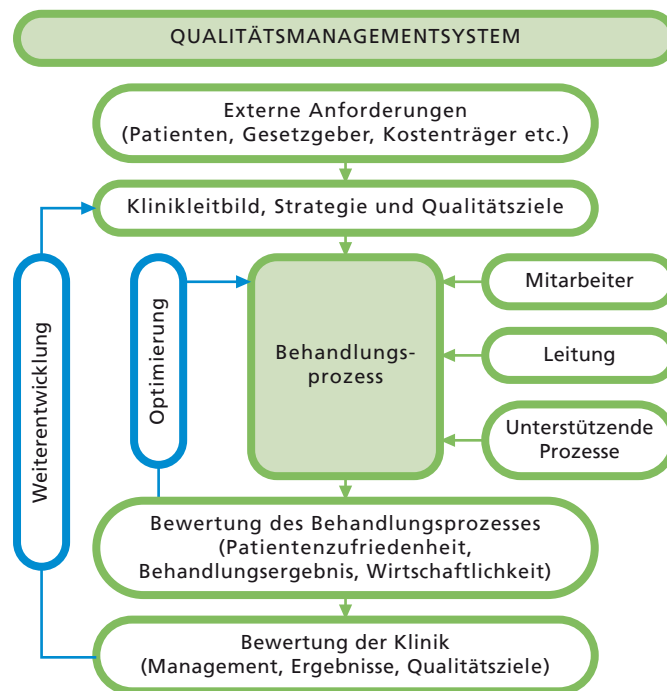 QUALITÄTSMANAGEMENTSYSTEM
Externe Anforderungen
(Patienten, Gesetzgeber, Kostenträger etc.)
Klinikleitbild, Strategie und Qualitätsziele
Weiterentwicklung
Optimierung
Behandlungs-
prozess
Mitarbeiter
Leitung
Unterstützende
Prozesse
Bewertung des Behandlungsprozesses
(Patientenzufriedenheit,
Behandlungsergebnis, Wirtschaftlichkeit)
Bewertung der Klinik
(Management, Ergebnisse, Qualitätsziele)